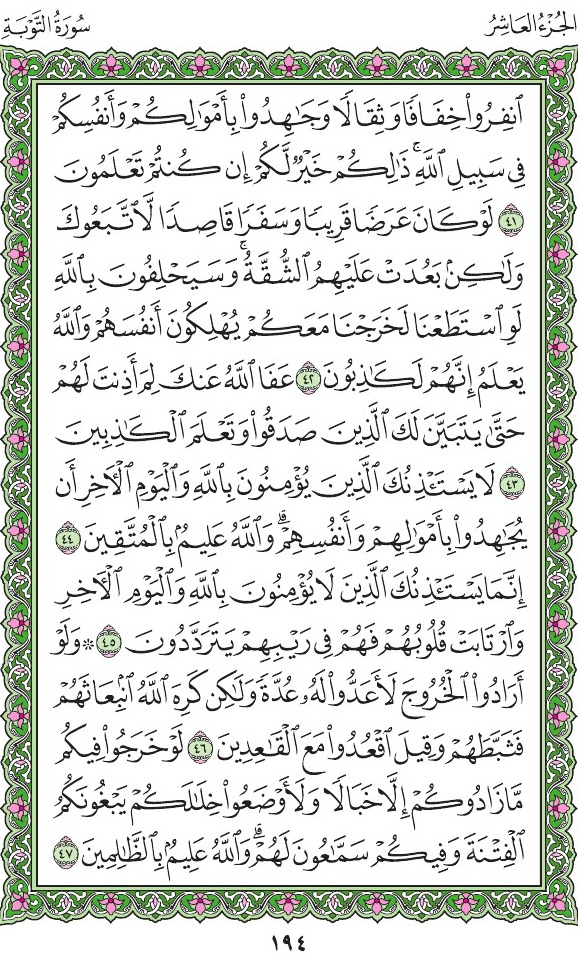 الجُزْءُ العَاشِرُ
سُورَةُ التَّوْبَةِ
ٱنفِرُوا۟ خِفَافًا وَثِقَالًا وَجَٰهِدُوا۟ بِأَمْوَٰلِكُمْ وَأَنفُسِكُمْ
فِى سَبِيلِ ٱللَّهِ ۚ ذَٰلِكُمْ خَيْرٌ لَّكُمْ إِن كُنتُمْ تَعْلَمُونَ
٤١ لَوْ كَانَ عَرَضًا قَرِيبًا وَسَفَرًا قَاصِدًا لَّٱتَّبَعُوكَ
وَلَٰكِنۢ بَعُدَتْ عَلَيْهِمُ ٱلشُّقَّةُ ۚ وَسَيَحْلِفُونَ بِٱللَّهِ
لَوِ ٱسْتَطَعْنَا لَخَرَجْنَا مَعَكُمْ يُهْلِكُونَ أَنفُسَهُمْ وَٱللَّهُ
يَعْلَمُ إِنَّهُمْ لَكَٰذِبُونَ ٤٢ عَفَا ٱللَّهُ عَنكَ لِمَ أَذِنتَ لَهُمْ
حَتَّىٰ يَتَبَيَّنَ لَكَ ٱلَّذِينَ صَدَقُوا۟ وَتَعْلَمَ ٱلْكَٰذِبِينَ
٤٣ لَا يَسْتَـْٔذِنُكَ ٱلَّذِينَ يُؤْمِنُونَ بِٱللَّهِ وَٱلْيَوْمِ ٱلْـَٔاخِرِ أَن
يُجَٰهِدُوا۟ بِأَمْوَٰلِهِمْ وَأَنفُسِهِمْ ۗ وَٱللَّهُ عَلِيمٌۢ بِٱلْمُتَّقِينَ ٤٤
إِنَّمَا يَسْتَـْٔذِنُكَ ٱلَّذِينَ لَا يُؤْمِنُونَ بِٱللَّهِ وَٱلْيَوْمِ ٱلْـَٔاخِرِ
وَٱرْتَابَتْ قُلُوبُهُمْ فَهُمْ فِى رَيْبِهِمْ يَتَرَدَّدُونَ ٤٥ * وَلَوْ
أَرَادُوا۟ ٱلْخُرُوجَ لَأَعَدُّوا۟ لَهُۥ عُدَّةً وَلَٰكِن كَرِهَ ٱللَّهُ ٱنۢبِعَاثَهُمْ
فَثَبَّطَهُمْ وَقِيلَ ٱقْعُدُوا۟ مَعَ ٱلْقَٰعِدِينَ ٤٦ لَوْ خَرَجُوا۟ فِيكُم
مَّا زَادُوكُمْ إِلَّا خَبَالًا وَلَأَوْضَعُوا۟ خِلَٰلَكُمْ يَبْغُونَكُمُ
ٱلْفِتْنَةَ وَفِيكُمْ سَمَّٰعُونَ لَهُمْ ۗ وَٱللَّهُ عَلِيمٌۢ بِٱلظَّٰلِمِينَ ٤٧
١٩٤